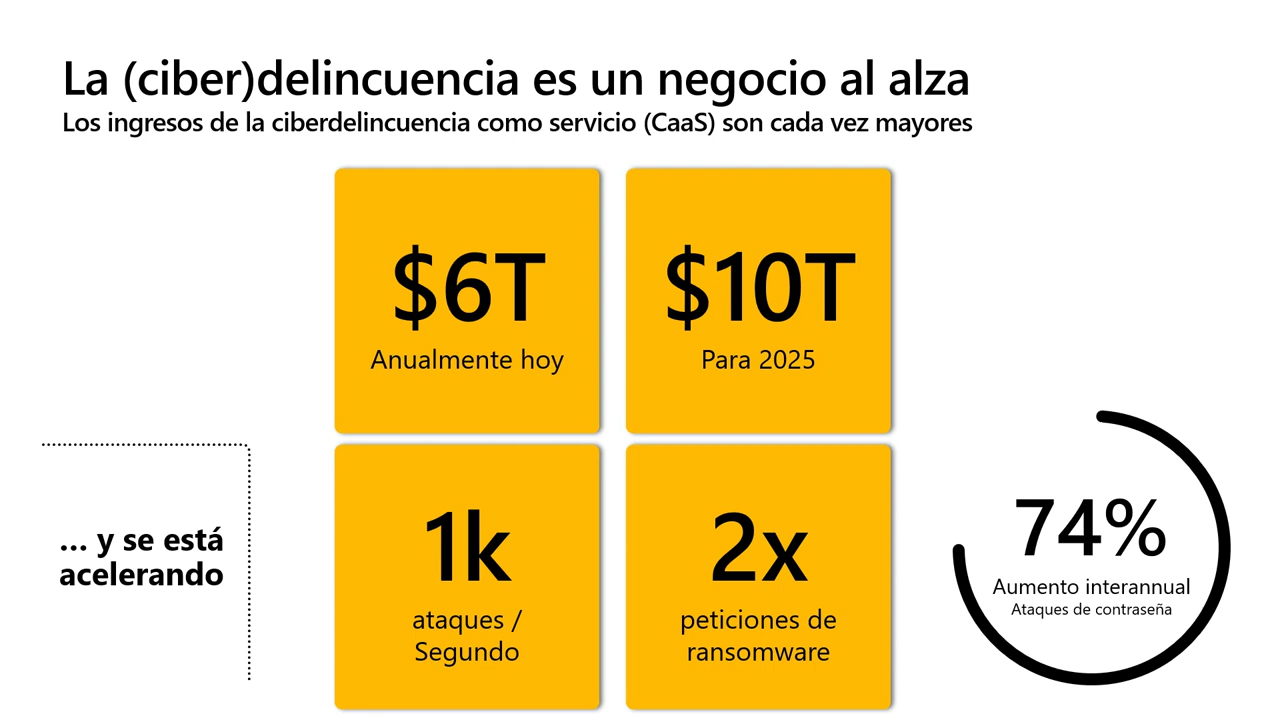 La (ciber)delincuencia es un negocio al alza
Los ingresos de la ciberdelincuencia como servicio (CaaS) son cada vez mayores
$6T
Anualmente hoy
$10T
Para 2025
... y se está
acelerando
1k
ataques /
Segundo
2x
peticiones de
ransomware
74%
Aumento interannual
Ataques de contraseña